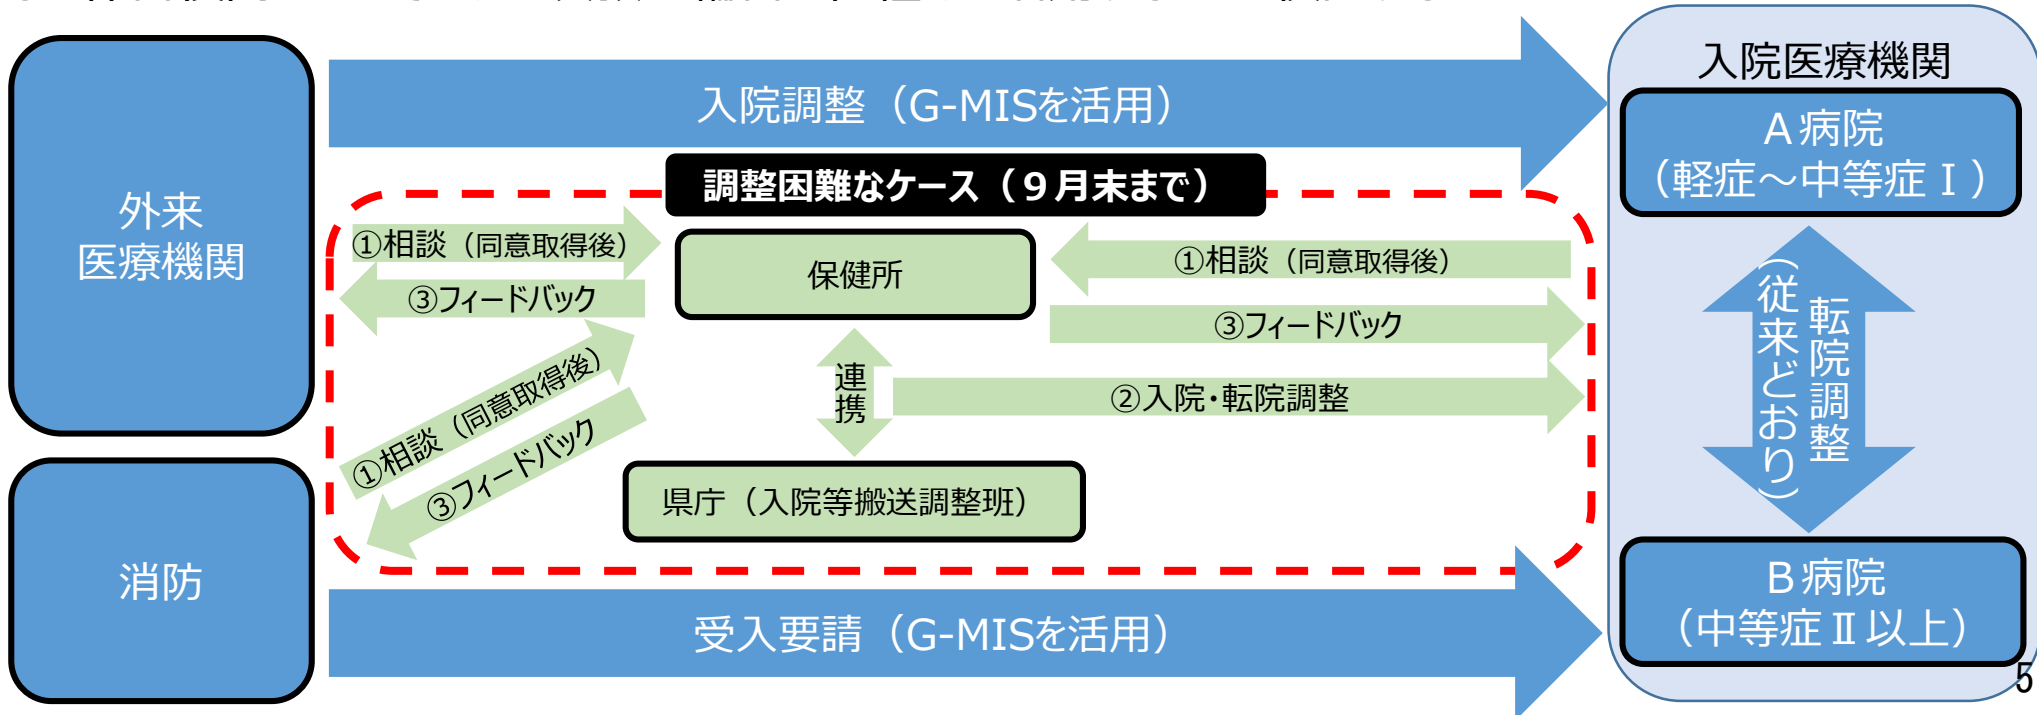 入院調整（G-MISを活用）
外来
医療機関
消防
調整困難なケース（９月末まで）
①相談（同意取得後）
③フィードバック
①相談（同意取得後）
③フィードバック
保健所
連携
県庁（入院等搬送調整班）
①相談（同意取得後）
③フィードバック
②入院・転院調整
受入要請（G-MISを活用）
入院医療機関
Ａ病院
（軽症～中等症Ⅰ）
転院調整
（従来どおり）
Ｂ病院
（中等症Ⅱ以上）
5